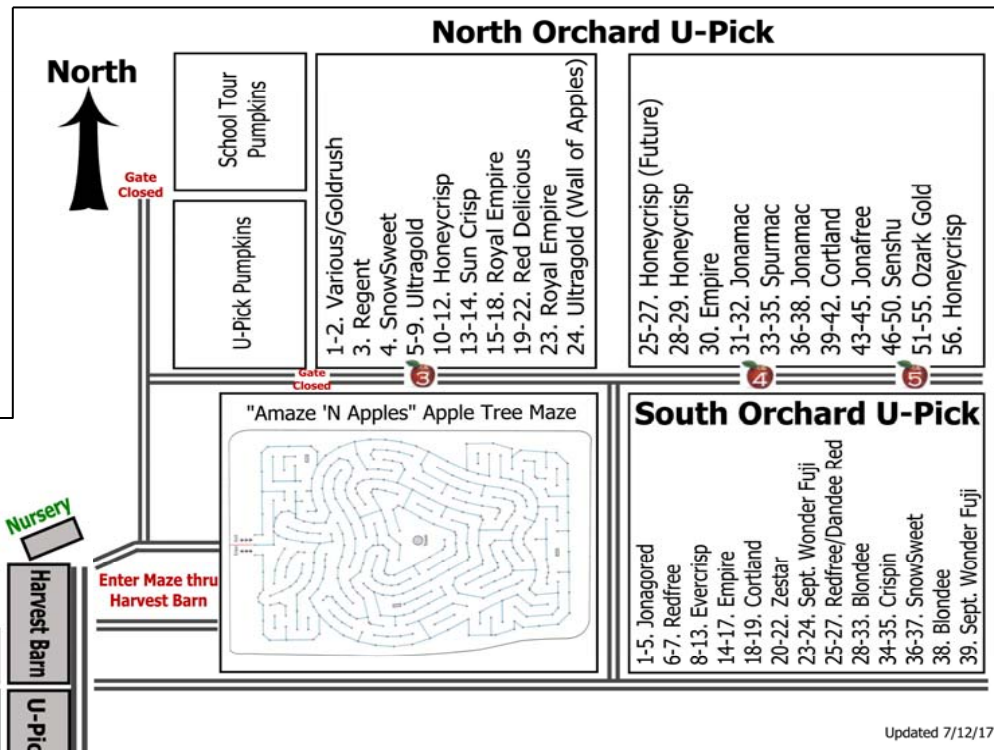 North Orchard U-Pick
North
School Tour
Pumpkins
Gate
Closed
U-Pick Pumpkins
1-2. Various/Goldrush
3. Regent
4. SnowSweet
5-9. Ultragold
10-12. Honeycrisp
13-14. Sun Crisp
15-18. Royal Empire
19-22. Red Delicious
23. Royal Empire
24. Ultragold (Wall of Apples)
25-27. Honeycrisp (Future)
28-29. Honeycrisp
30. Empire
31-32. Jonamac
33-35. Spurmac
36-38. Jonamac
39-42. Cortland
43-45. Jonafree
46-50. Senshu
51-55. Ozark Gold
56. Honeycrisp
Gate
Closed
3
4
5
"Amaze 'N Apples" Apple Tree Maze
South Orchard U-Pick
1-5. Jonagored
6-7. Redfree
8-13. Evercrisp
14-17. Empire
18-19. Cortland
20-22. Zestar
23-24. Sept. Wonder Fuji
25-27. Redfree/Dandee Red
28-33. Blondee
34-35. Crispin
36-37. SnowSweet
38. Blondee
39. Sept. Wonder Fuji
Nursery
Harvest Barn
Enter Maze thru
Harvest Barn
U-Pic
Updated 7/12/17